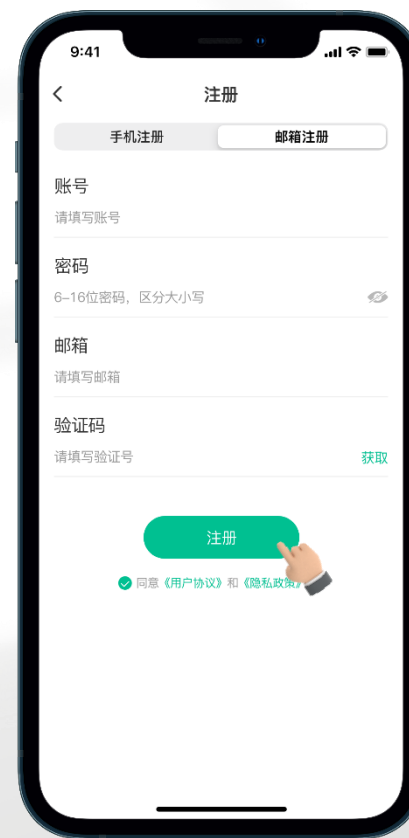 9:41
注册
手机注册 邮箱注册
账号
请填写账号
密码
6–16位密码，区分大小写
邮箱
请填写邮箱
验证码
请填写验证号 获取
注册
同意《用户协议》和《隐私政策》